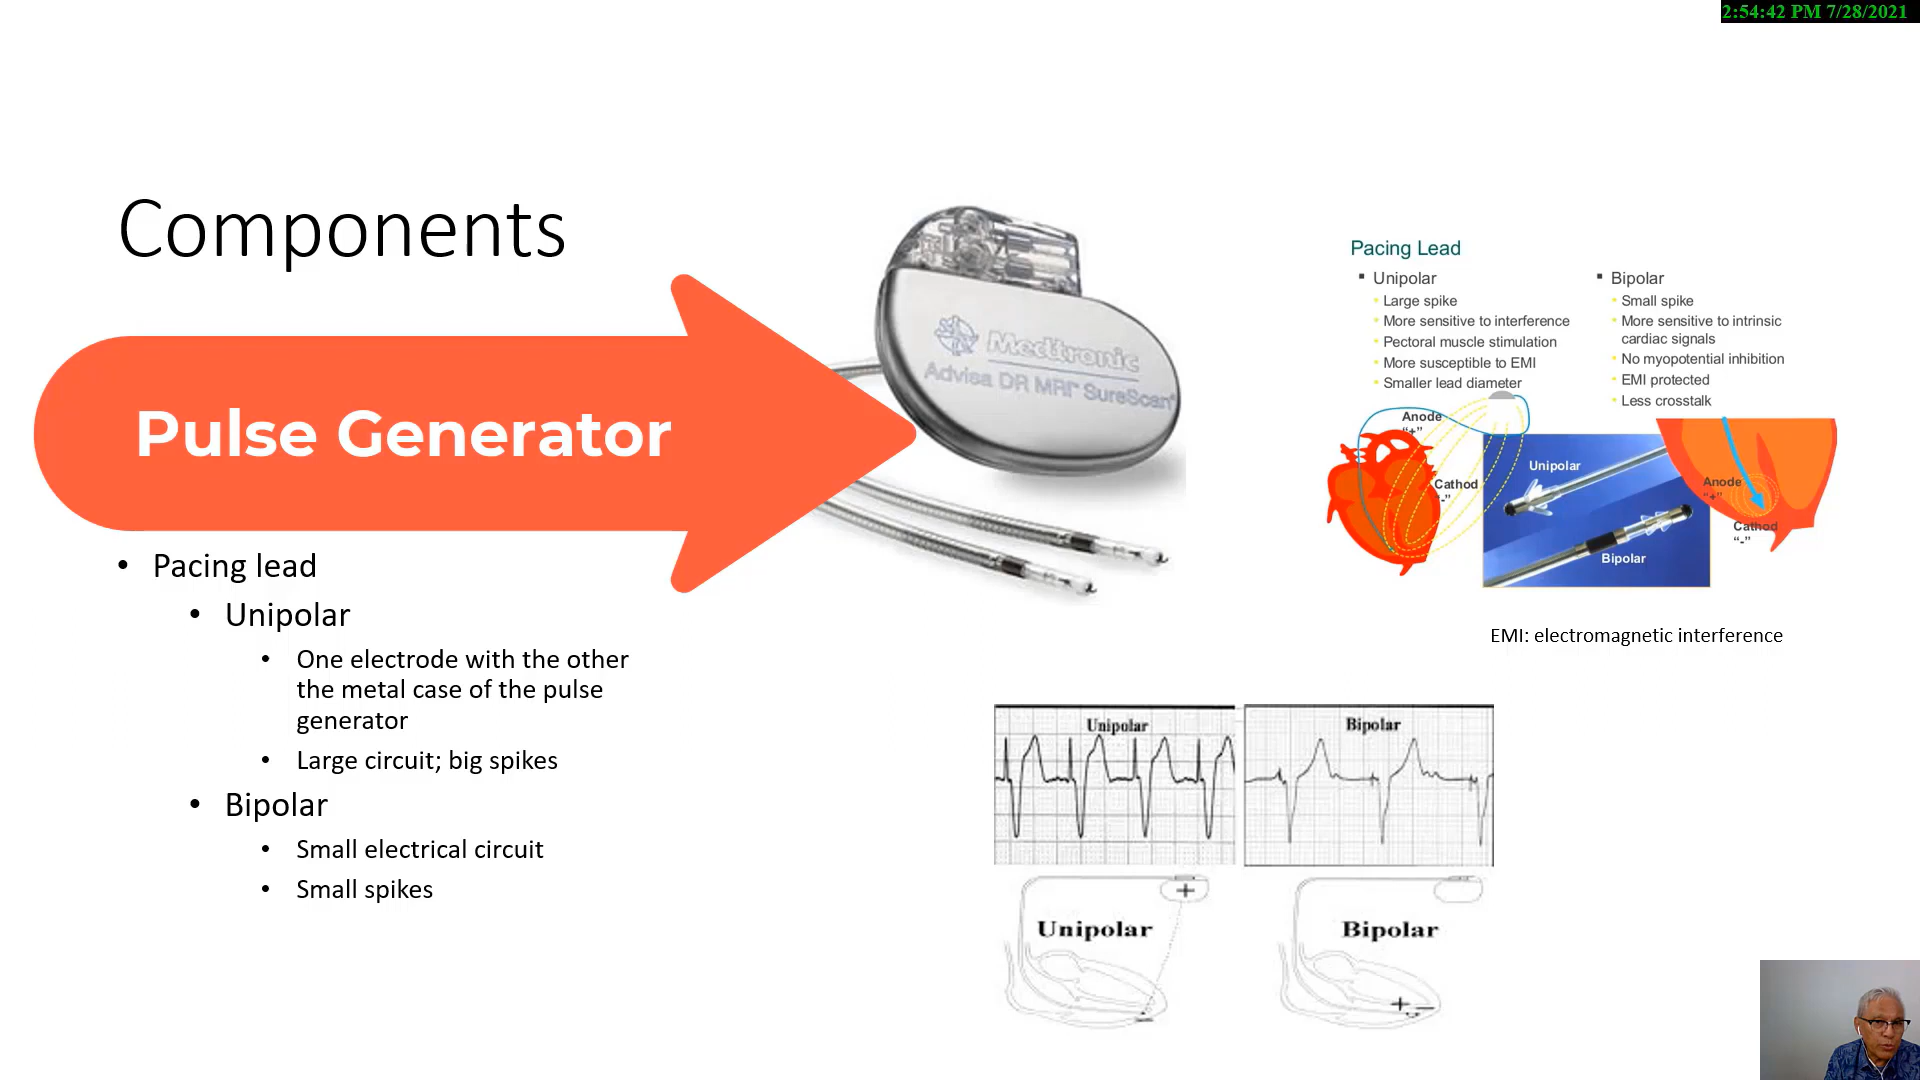 2:54:42 PM 7/28/2021
Components
Pulse Generator
• Pacing lead
• Unipolar
• One electrode with the other
the metal case of the pulse
generator
• Large circuit; big spikes
• Bipolar
• Small electrical circuit
• Small spikes
Medtronic
Advisa DR MRI™ SureScan®
Pacing Lead
Unipolar
Large spike
More sensitive to interference
Pectoral muscle stimulation
More susceptible to EMI
Smaller lead diameter
Bipolar
Small spike
More sensitive to intrinsic
cardiac signals
No myopotential inhibition
EMI protected
Less crosstalk
Anode
“+”
Cathod
“-”
Unipolar
Bipolar
Anode
“+”
Cathod
“-”
EMI: electromagnetic interference
Unipolar
Bipolar
+
Unipolar
−
Bipolar
+ −